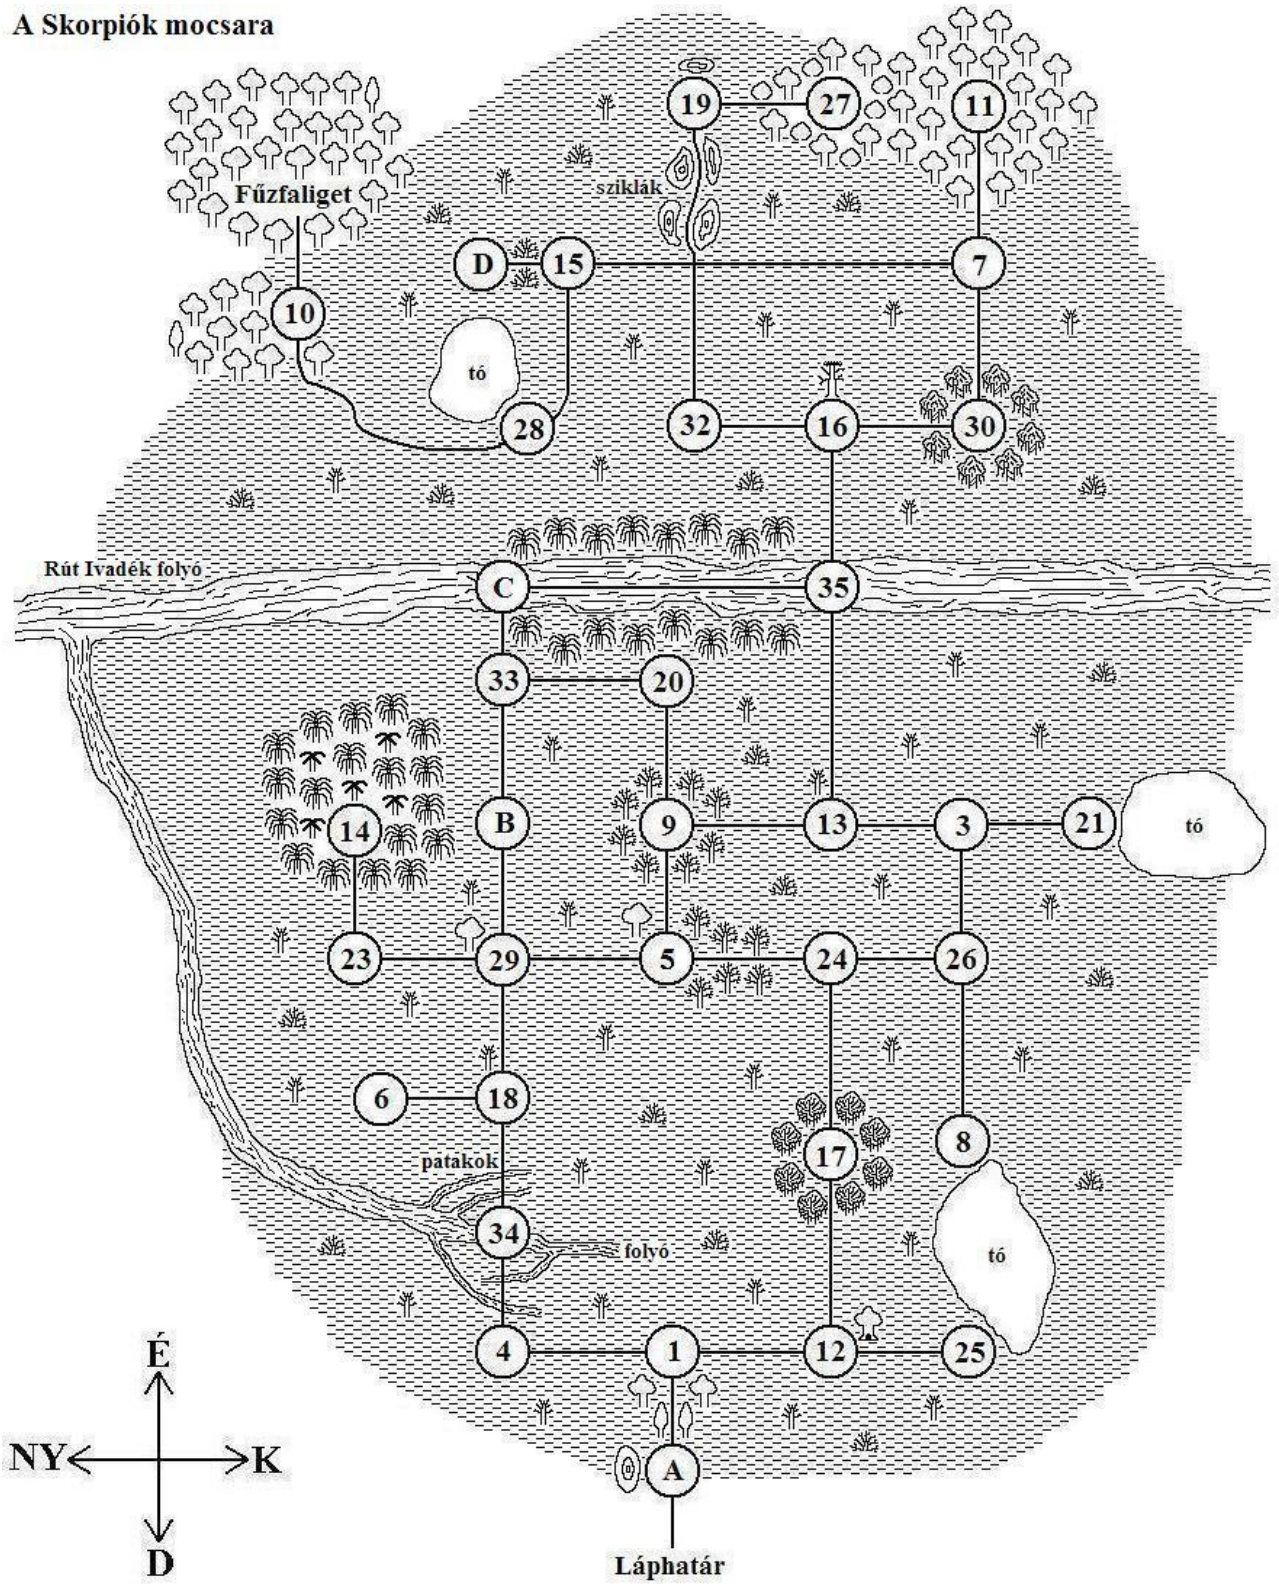 A Skorpiók mocsara
19
27
11
sziklák
Fűzfaliget
D
15
7
10
tó
28
32
16
30
Rút Ivadék folyó
C
35
33
20
14
B
9
13
3
21
tó
23
29
5
24
26
6
18
17
8
patakok
34
folyó
tó
4
1
12
25
É
NY
K
D
A
Láphatár